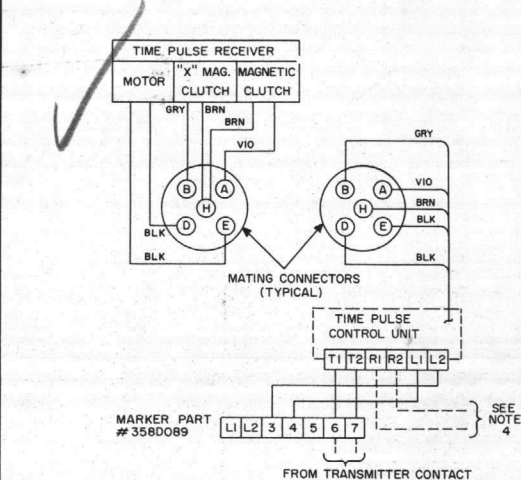 TIME PULSE RECEIVER
MOTOR
"X" MAG. CLUTCH
MAGNETIC CLUTCH
GRY
BRN
BRN
VIO
B
A
H
D
E
BLK
BLK
GRY
VIO
BRN
BLK
BLK
B
A
H
D
E
MATING CONNECTORS
(TYPICAL)
TIME PULSE
CONTROL UNIT
T1 T2 R1 R2 L1 L2
MARKER PART
# 358D089
L1 L2 3 4 5 6 7
SEE
NOTE
4
FROM TRANSMITTER CONTACT